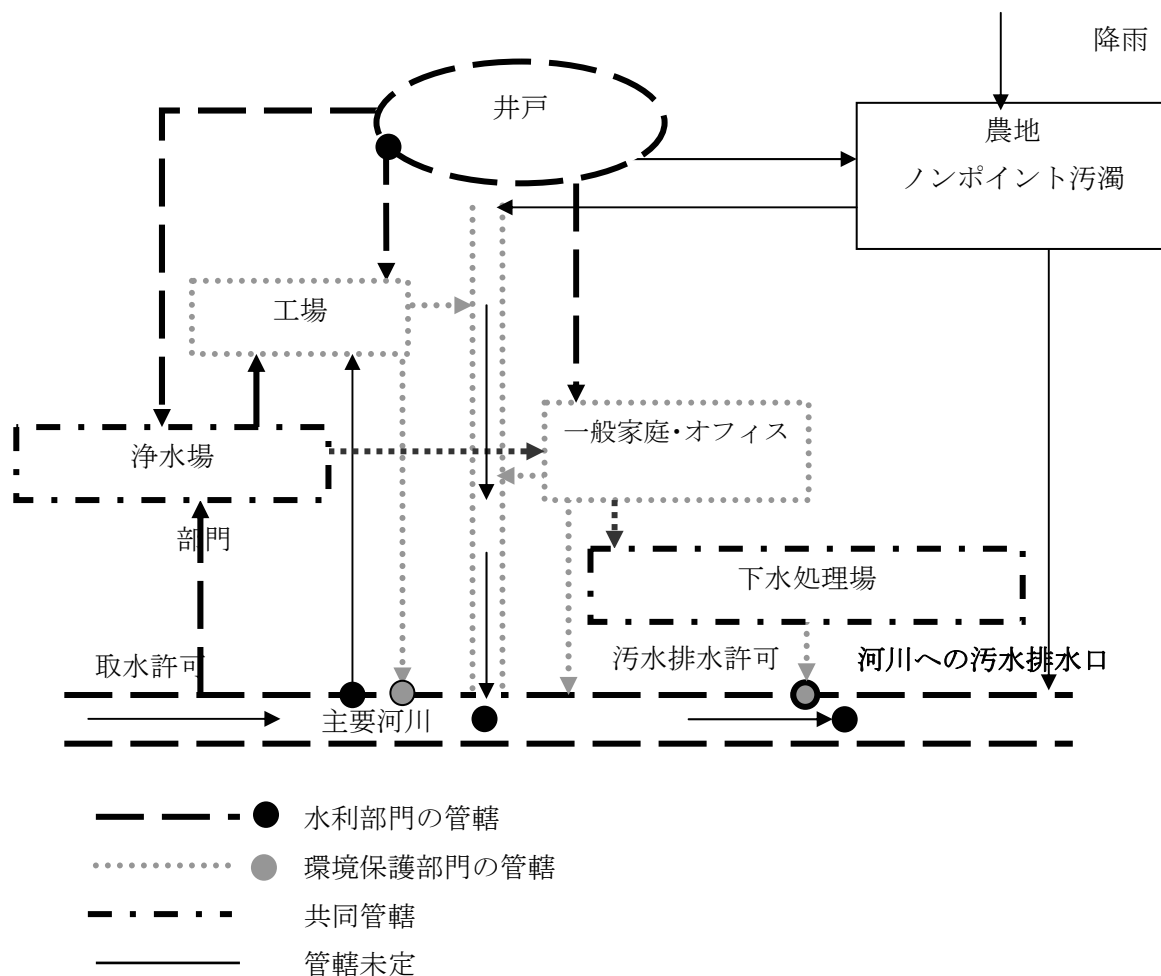 降雨
井戸
農地
ノンポイント汚濁
工場
一般家庭・オフィス
浄水場
部門
下水処理場
取水許可
汚水排水許可
河川への汚水排水口
主要河川
水利部門の管轄
環境保護部門の管轄
共同管轄
管轄未定